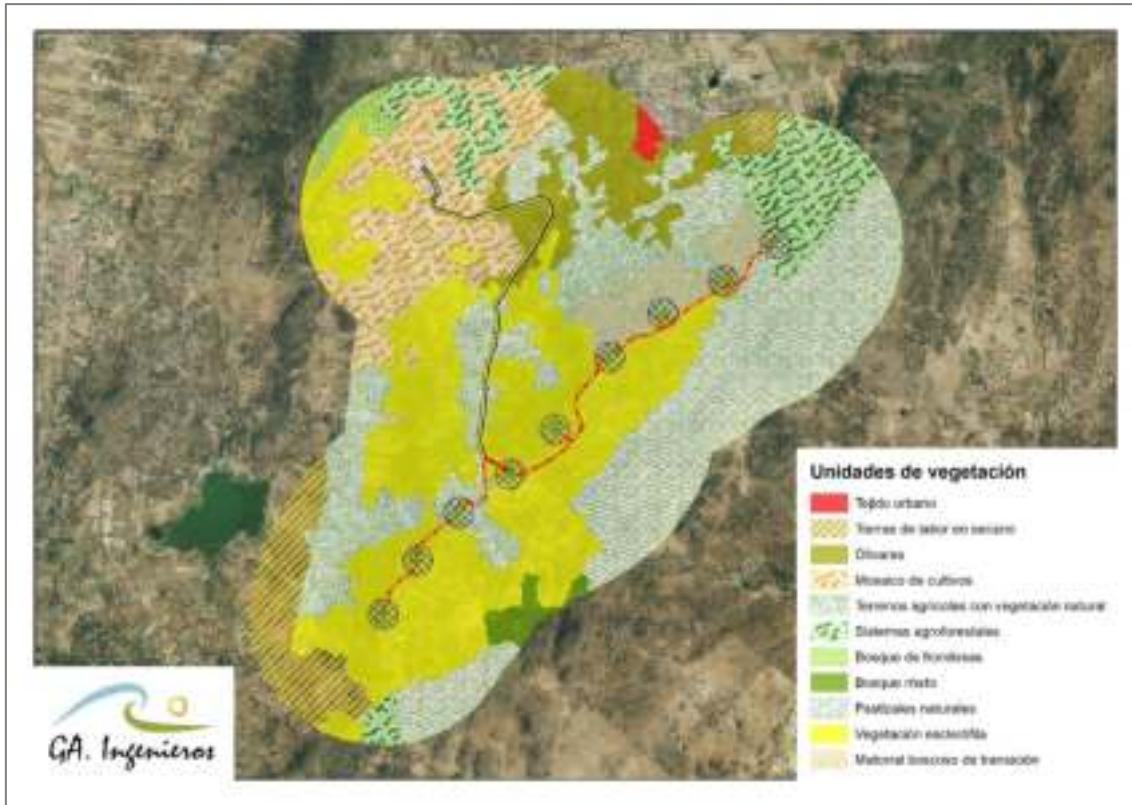 Unidades de vegetación
Tejido urbano
Tierras de labor en secano
Olivares
Mosaico de cultivos
Terrenos agrícolas con vegetación natural
Sistemas agroforestales
Bosque de frondosas
Bosque mixto
Pastizales naturales
Vegetación esclerófila
Matorral boscoso de transición
GA. Ingenieros